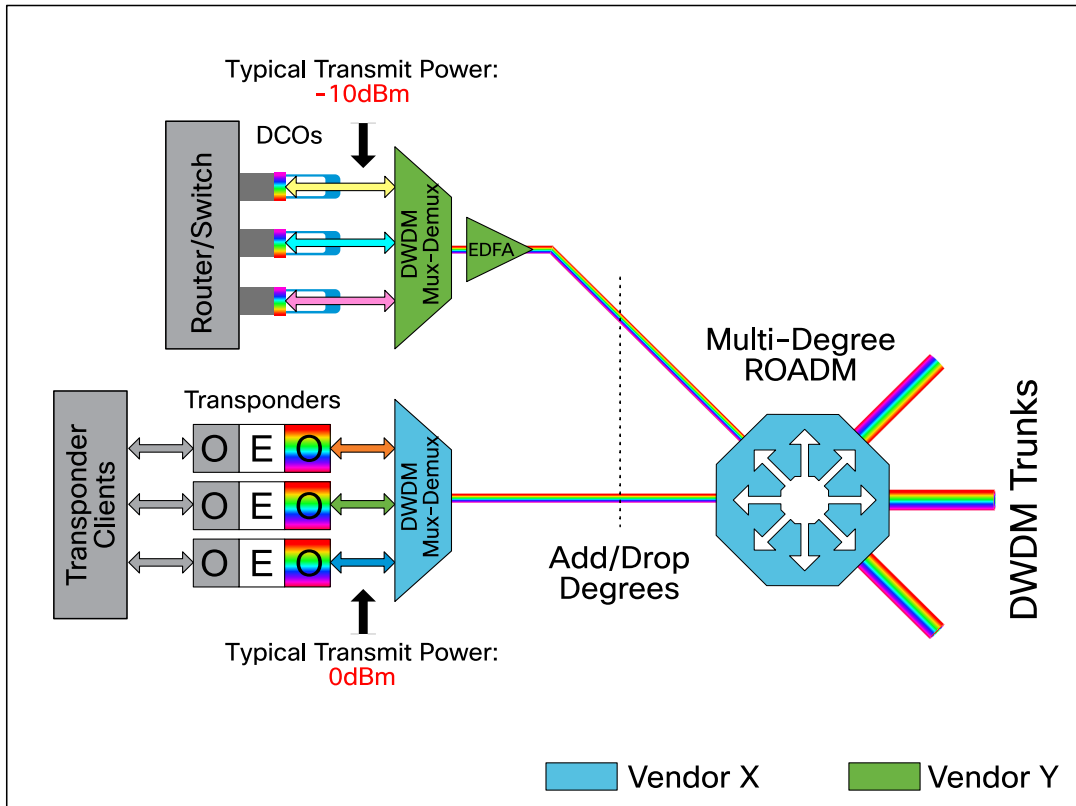 Typical Transmit Power:
-10dBm
DCOs
Router/Switch
DWDM
Mux-Demux
EDFA
Multi-Degree
ROADM
DWDM Trunks
Transponders
Transponder
Clients
O E O
O E O
O E O
DWDM
Mux-Demux
Add/Drop
Degrees
Typical Transmit Power:
0dBm
Vendor X
Vendor Y